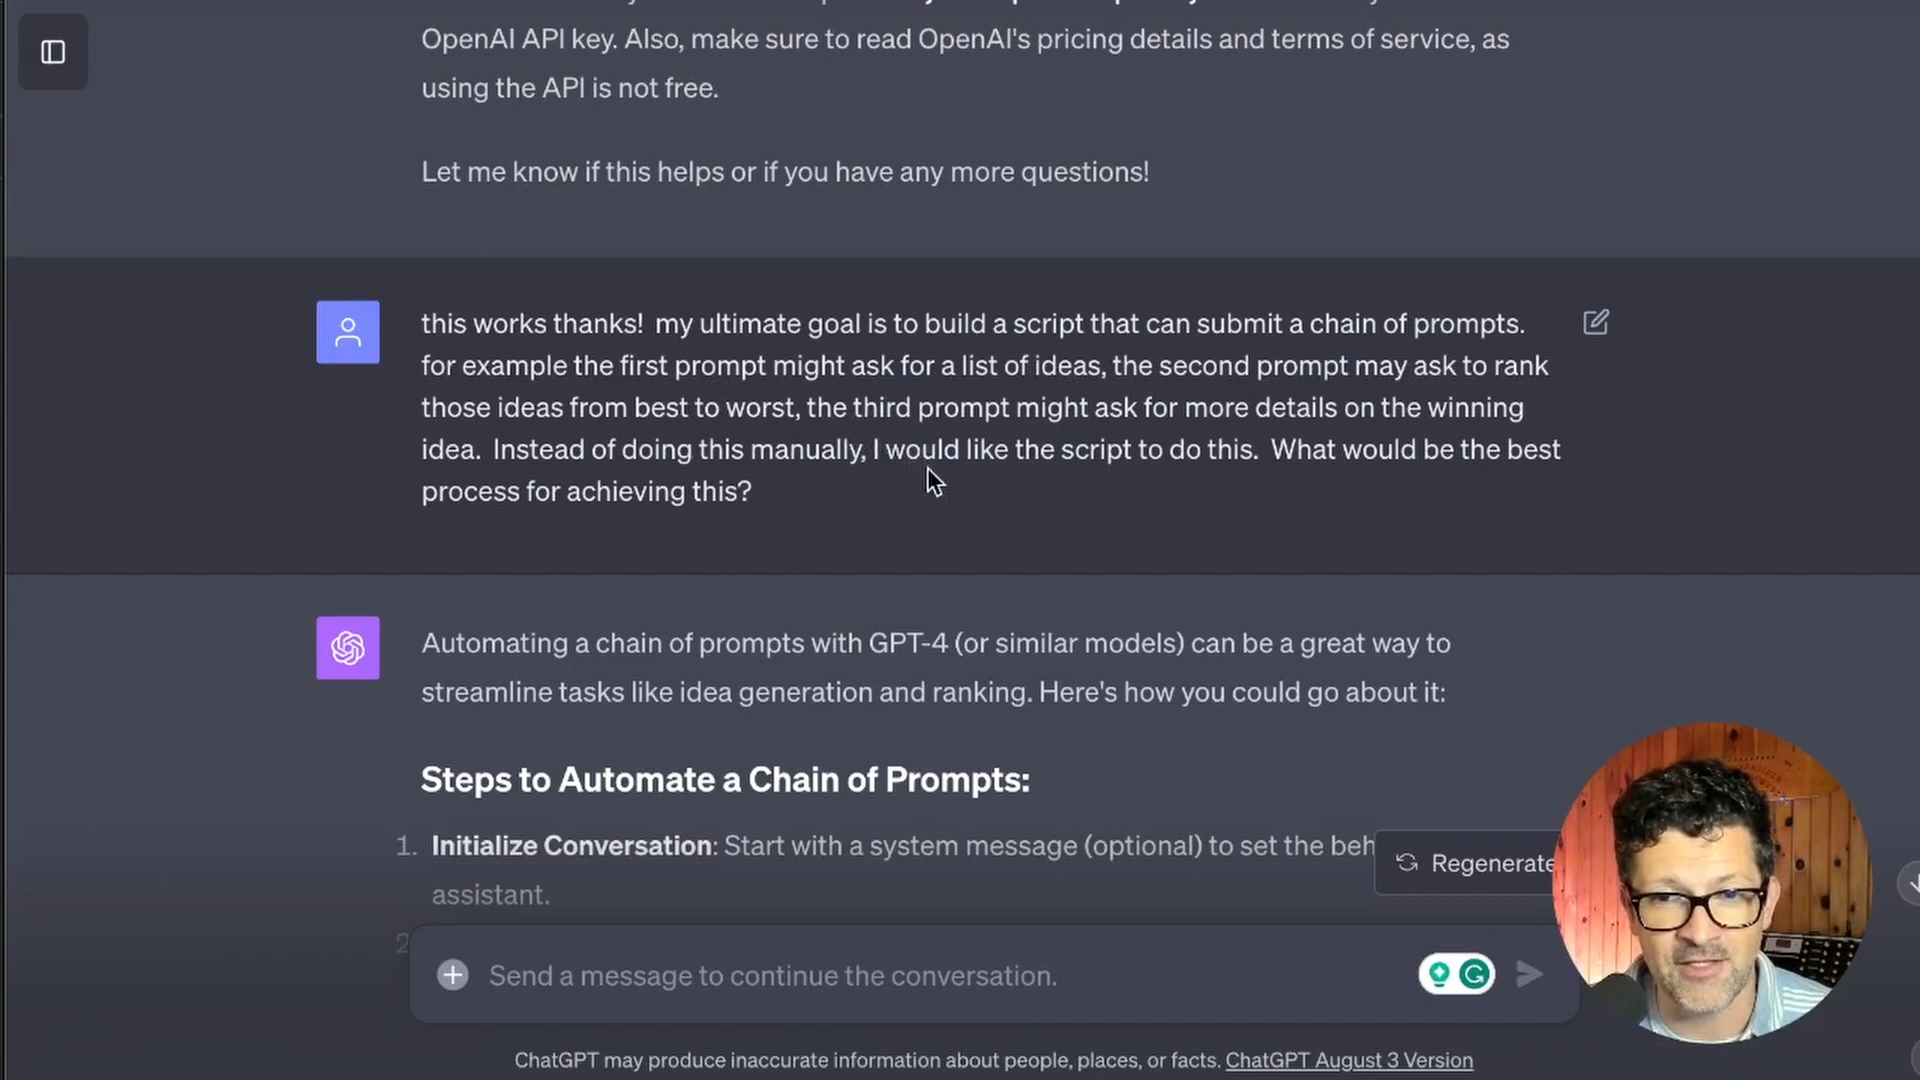 OpenAI API key. Also, make sure to read OpenAI's pricing details and terms of service, as
using the API is not free.
Let me know if this helps or if you have any more questions!
this works thanks!  my ultimate goal is to build a script that can submit a chain of prompts.
for example the first prompt might ask for a list of ideas, the second prompt may ask to rank
those ideas from best to worst, the third prompt might ask for more details on the winning
idea.  Instead of doing this manually, I would like the script to do this.  What would be the best
process for achieving this?
Automating a chain of prompts with GPT-4 (or similar models) can be a great way to
streamline tasks like idea generation and ranking. Here's how you could go about it:
Steps to Automate a Chain of Prompts:
1. Initialize Conversation: Start with a system message (optional) to set the beh
Regenerate
assistant.
2
Send a message to continue the conversation.
ChatGPT may produce inaccurate information about people, places, or facts. ChatGPT August 3 Version